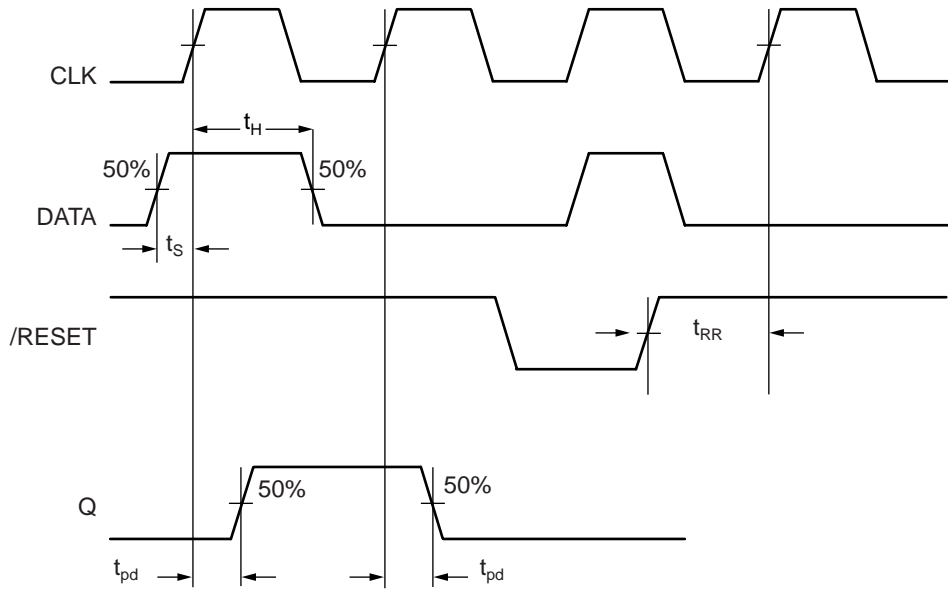 CLK
t_H
50% 50%
DATA
t_S
/RESET
t_RR
50% 50%
Q
t_pd t_pd